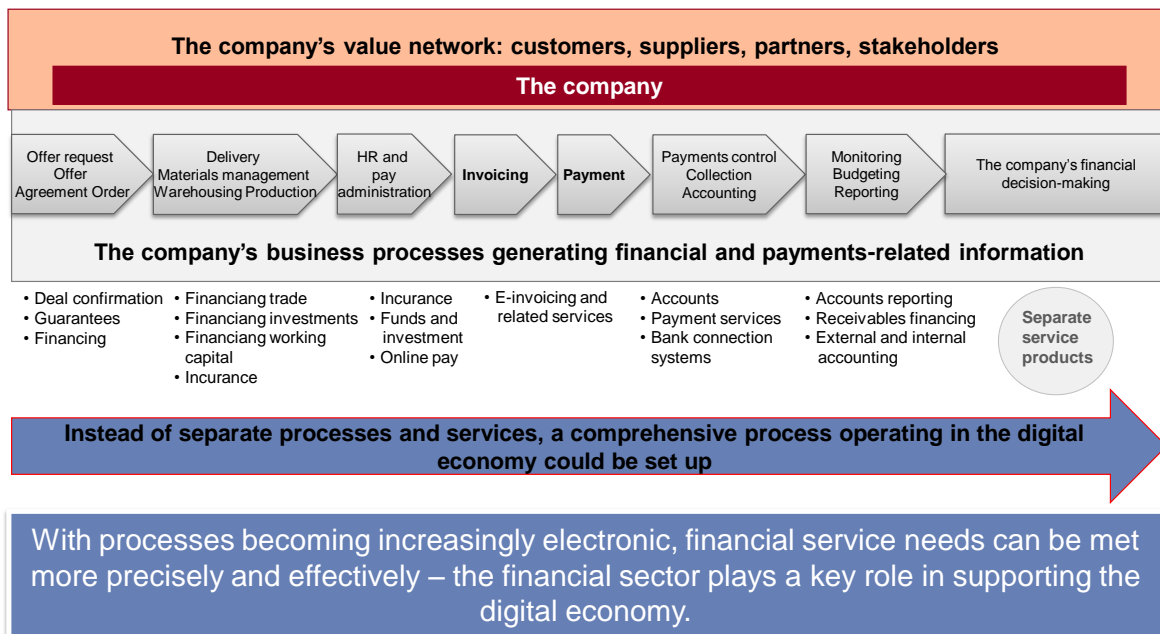 The company's value network: customers, suppliers, partners, stakeholders
The company
Offer request
Offer
Agreement Order
Delivery
Materials management
Warehousing Production
HR and
pay
administration
Invoicing
Payment
Payments control
Collection
Accounting
Monitoring
Budgeting
Reporting
The company's financial
decision-making
The company's business processes generating financial and payments-related information
• Deal confirmation
• Guarantees
• Financing
• Financiang trade
• Financiang investments
• Financiang working
capital
• Incurance
• Incurance
• Funds and
investment
• Online pay
• E-invoicing and
related services
• Accounts
• Payment services
• Bank connection
systems
• Accounts reporting
• Receivables financing
• External and internal
accounting
Separate
service
products
Instead of separate processes and services, a comprehensive process operating in the digital
economy could be set up
With processes becoming increasingly electronic, financial service needs can be met
more precisely and effectively – the financial sector plays a key role in supporting the
digital economy.